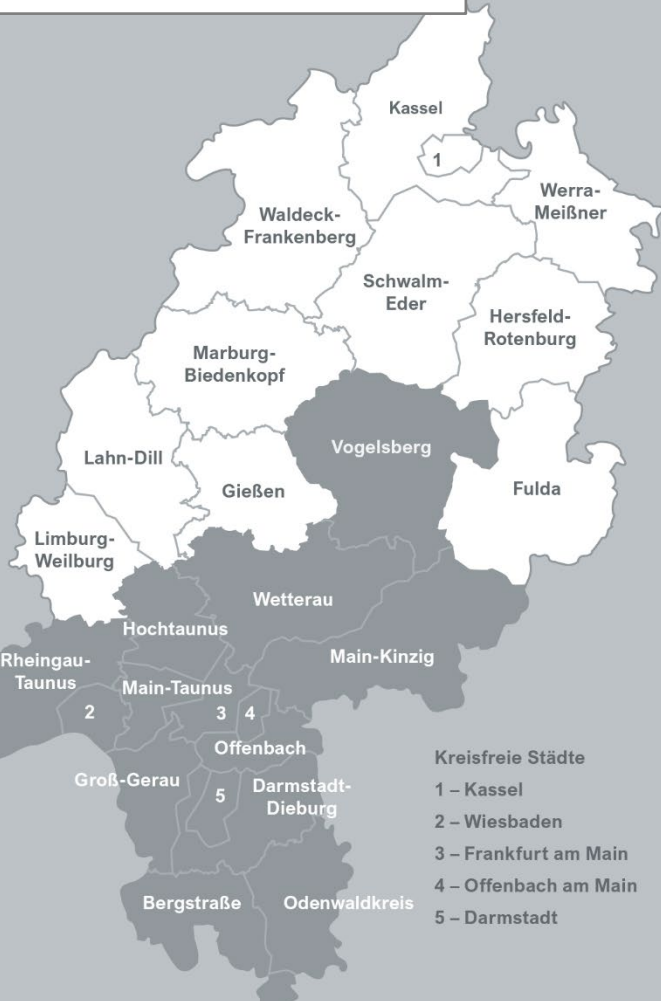 Kassel
1
Werra-
Meißner
Waldeck-
Frankenberg
Schwalm-
Eder
Hersfeld-
Rotenburg
Marburg-
Biedenkopf
Vogelsberg
Lahn-Dill
Gießen
Fulda
Limburg-
Weilburg
Wetterau
Hochtaunus
Main-Kinzig
Rheingau-
Taunus
Main-Taunus
2
3
4
Offenbach
Groß-Gerau
5
Darmstadt-
Dieburg
Bergstraße
Odenwaldkreis
Kreisfreie Städte
1 – Kassel
2 – Wiesbaden
3 – Frankfurt am Main
4 – Offenbach am Main
5 – Darmstadt